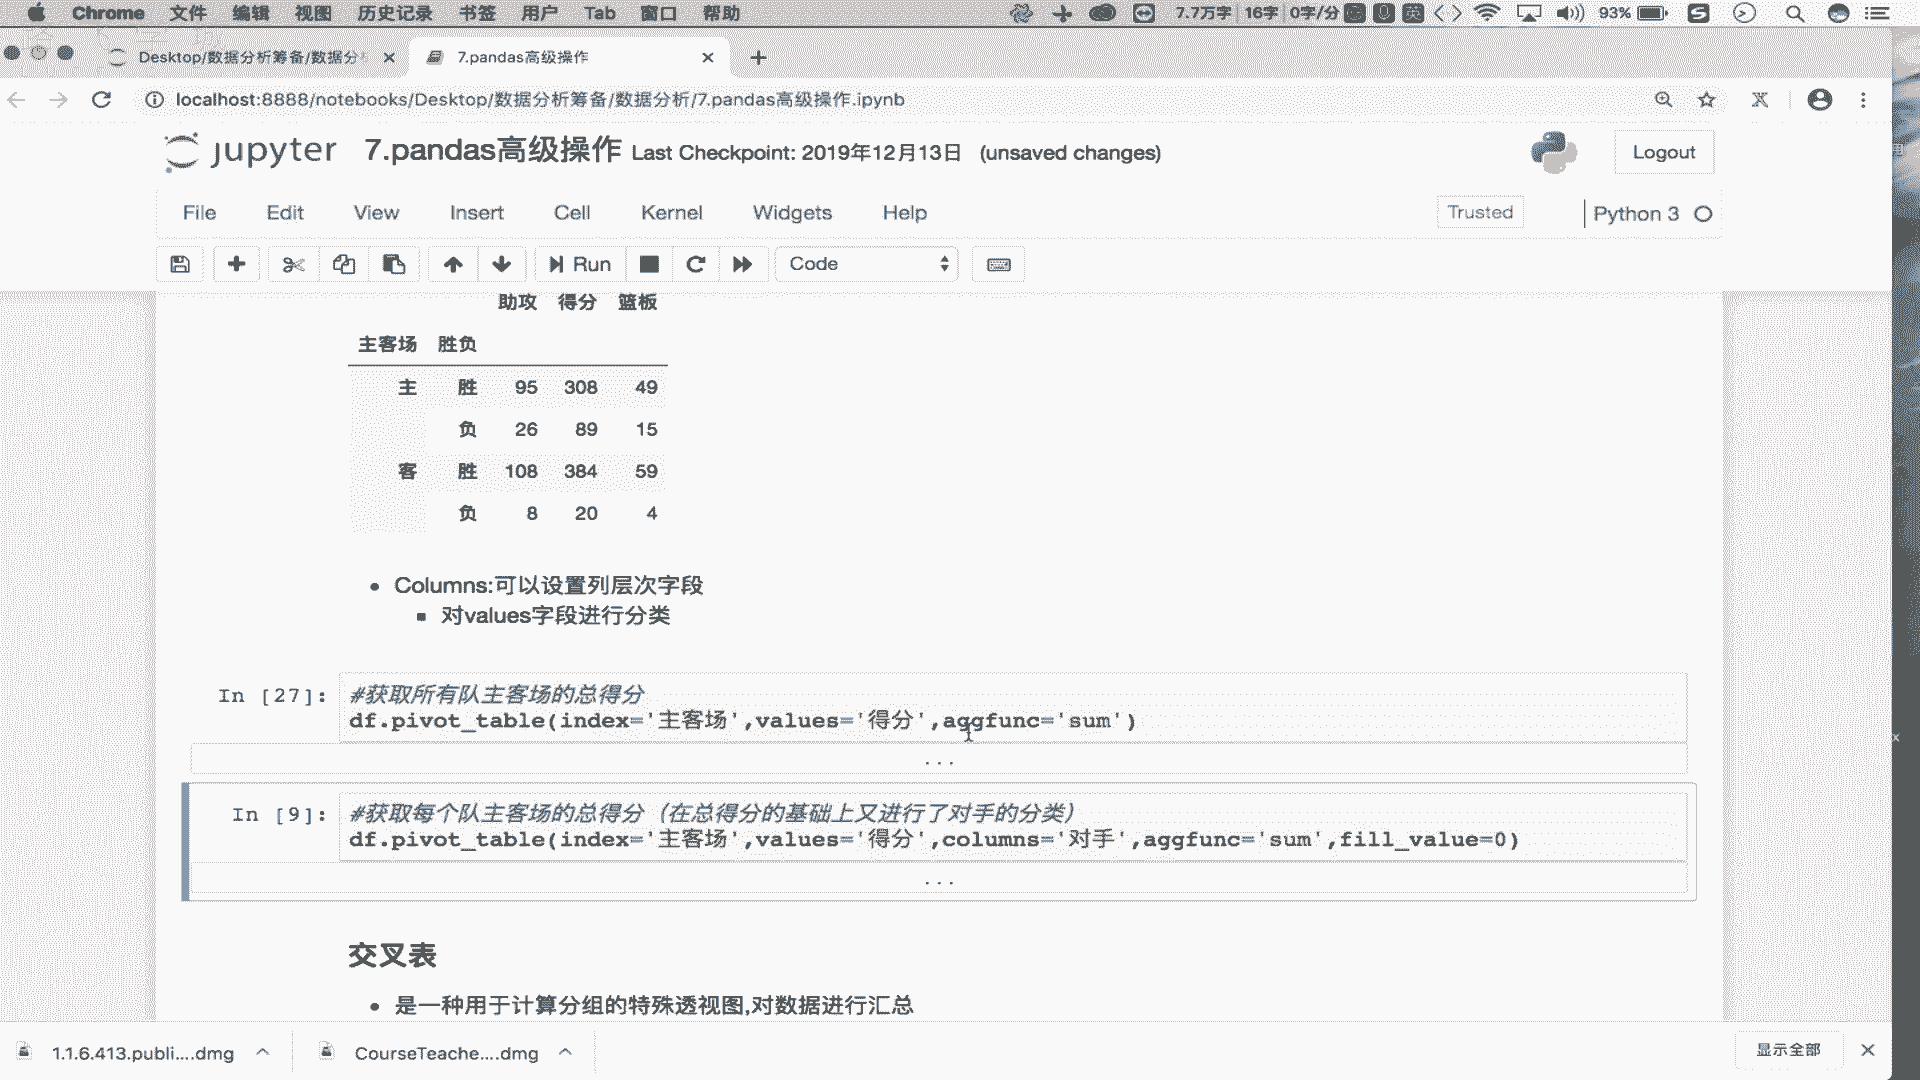 Chrome 文件 编辑 视图 历史记录 书签 用户 Tab 窗口 帮助 7.7万字 16字 0字/分 英 93%
Desktop/数据分析筹备/数据分 7.pandas高级操作
localhost:8888/notebooks/Desktop/数据分析筹备/数据分析/7.pandas高级操作.ipynb
jupyter 7.pandas高级操作 Last Checkpoint: 2019年12月13日 (unsaved changes) Logout
File Edit View Insert Cell Kernel Widgets Help Trusted Python 3
Run Code
助攻 得分 篮板
主客场 胜负
主 胜 95 308 49
负 26 89 15
客 胜 108 384 59
负 8 20 4
Columns:可以设置列层次字段
对values字段进行分类
In [27]: #获取所有队主客场的总得分
df.pivot_table(index='主客场',values='得分',aggfunc='sum')
...
In [9]: #获取每个队主客场的总得分（在总得分的基础上又进行了对手的分类）
df.pivot_table(index='主客场',values='得分',columns='对手',aggfunc='sum',fill_value=0)
...
交叉表
是一种用于计算分组的特殊透视图,对数据进行汇总
1.1.6.413.publi....dmg CourseTeache....dmg 显示全部